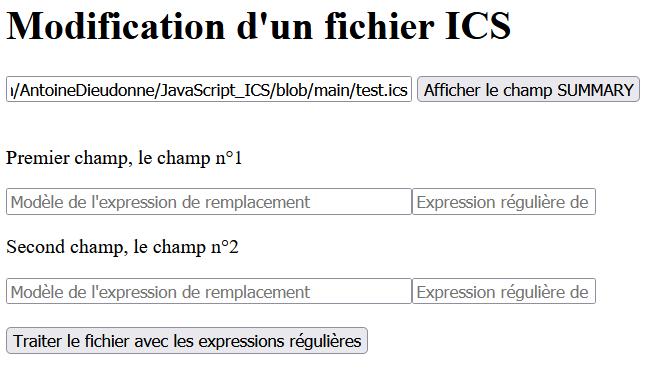 Modification d'un fichier ICS
/AntoineDieudonne/JavaScript_ICS/blob/main/test.ics Afficher le champ SUMMARY
Premier champ, le champ n°1
Modèle de l'expression de remplacement Expression régulière de
Second champ, le champ n°2
Modèle de l'expression de remplacement Expression régulière de
Traiter le fichier avec les expressions régulières